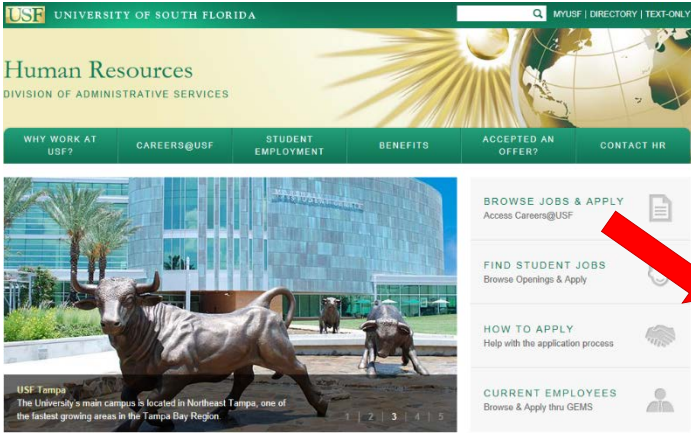 USF UNIVERSITY OF SOUTH FLORIDA
MYUSF | DIRECTORY | TEXT-ONLY
Human Resources
DIVISION OF ADMINISTRATIVE SERVICES
WHY WORK AT
USF?
CAREERS@USF
STUDENT
EMPLOYMENT
BENEFITS
ACCEPTED AN
OFFER?
CONTACT HR
BROWSE JOBS & APPLY
Access Careers@USF
FIND STUDENT JOBS
Browse Openings & Apply
HOW TO APPLY
Help with the application process
CURRENT EMPLOYEES
Browse & Apply thru GEMS
USF Tampa
The University's main campus is located in Northeast Tampa, one of
the fastest growing areas in the Tampa Bay Region.
1 | 2 | 3 | 4 | 5